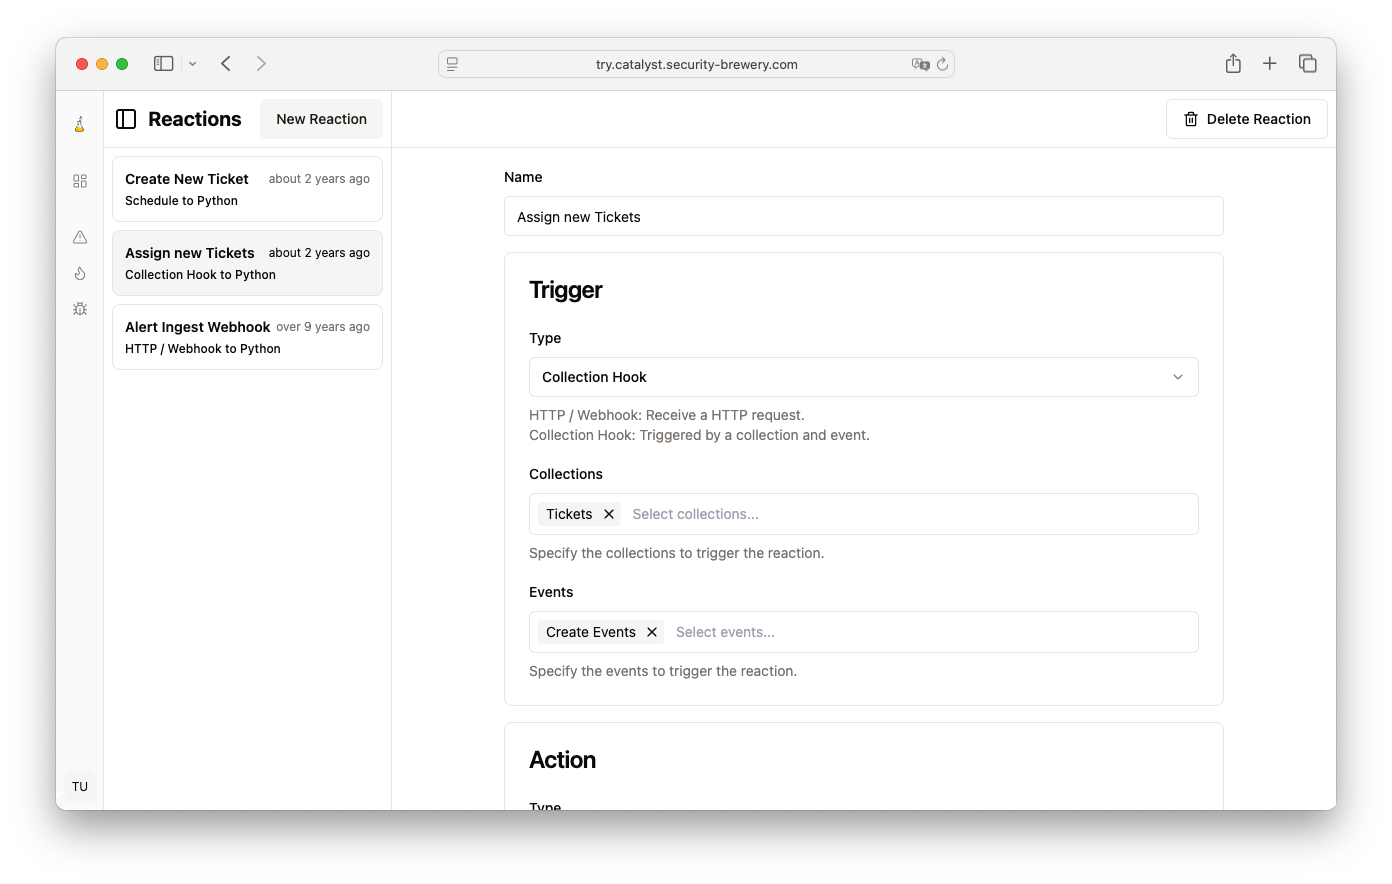 try.catalyst.security-brewery.com
Reactions
New Reaction
Delete Reaction
Create New Ticket about 2 years ago
Schedule to Python
Assign new Tickets about 2 years ago
Collection Hook to Python
Alert Ingest Webhook over 9 years ago
HTTP / Webhook to Python
TU
Name
Assign new Tickets
Trigger
Type
Collection Hook
HTTP / Webhook: Receive a HTTP request.
Collection Hook: Triggered by a collection and event.
Collections
Tickets Select collections...
Specify the collections to trigger the reaction.
Events
Create Events Select events...
Specify the events to trigger the reaction.
Action
Type